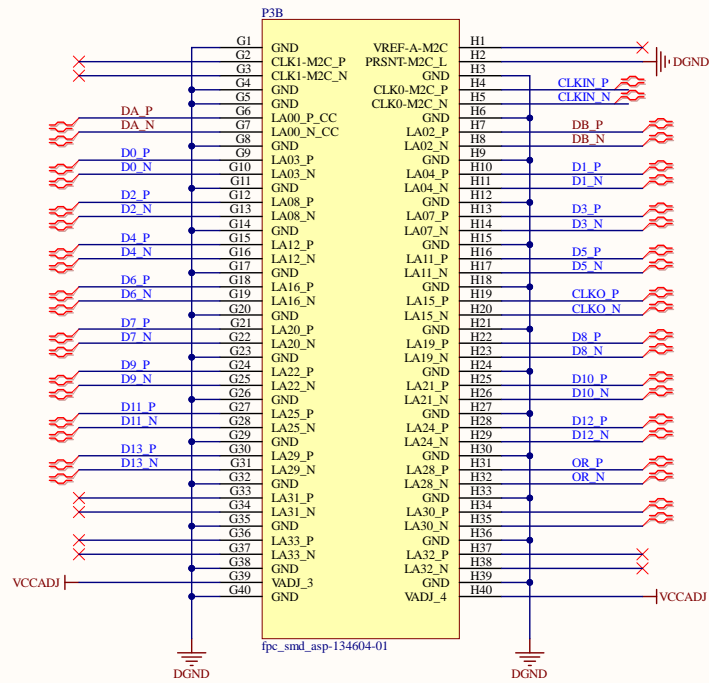 P3B
G1 GND VREF-A-M2C H1
G2 CLK1-M2C_P PRSNT-M2C_L H2 DGND
G3 CLK1-M2C_N GND H3
G4 GND CLK0-M2C_P H4 CLKIN_P
G5 GND CLK0-M2C_N H5 CLKIN_N
DA_P G6 LA00_P_CC GND H6
DA_N G7 LA00_N_CC LA02_P H7 DB_P
G8 GND LA02_N H8 DB_N
D0_P G9 LA03_P GND H9
D0_N G10 LA03_N LA04_P H10 D1_P
G11 GND LA04_N H11 D1_N
D2_P G12 LA08_P GND H12
D2_N G13 LA08_N LA07_P H13 D3_P
G14 GND LA07_N H14 D3_N
D4_P G15 LA12_P GND H15
D4_N G16 LA12_N LA11_P H16 D5_P
G17 GND LA11_N H17 D5_N
D6_P G18 LA16_P GND H18
D6_N G19 LA16_N LA15_P H19 CLKO_P
G20 GND LA15_N H20 CLKO_N
D7_P G21 LA20_P GND H21
D7_N G22 LA20_N LA19_P H22 D8_P
G23 GND LA19_N H23 D8_N
D9_P G24 LA22_P GND H24
D9_N G25 LA22_N LA21_P H25 D10_P
G26 GND LA21_N H26 D10_N
D11_P G27 LA25_P GND H27
D11_N G28 LA25_N LA24_P H28 D12_P
G29 GND LA24_N H29 D12_N
D13_P G30 LA29_P GND H30
D13_N G31 LA29_N LA28_P H31 OR_P
G32 GND LA28_N H32 OR_N
G33 LA31_P GND H33
G34 LA31_N LA30_P H34
G35 GND LA30_N H35
G36 LA33_P GND H36
G37 LA33_N LA32_P H37
G38 GND LA32_N H38
VCCADJ G39 VADJ_3 GND H39
G40 GND VADJ_4 H40 VCCADJ
fpc_smd_asp-134604-01
DGND DGND